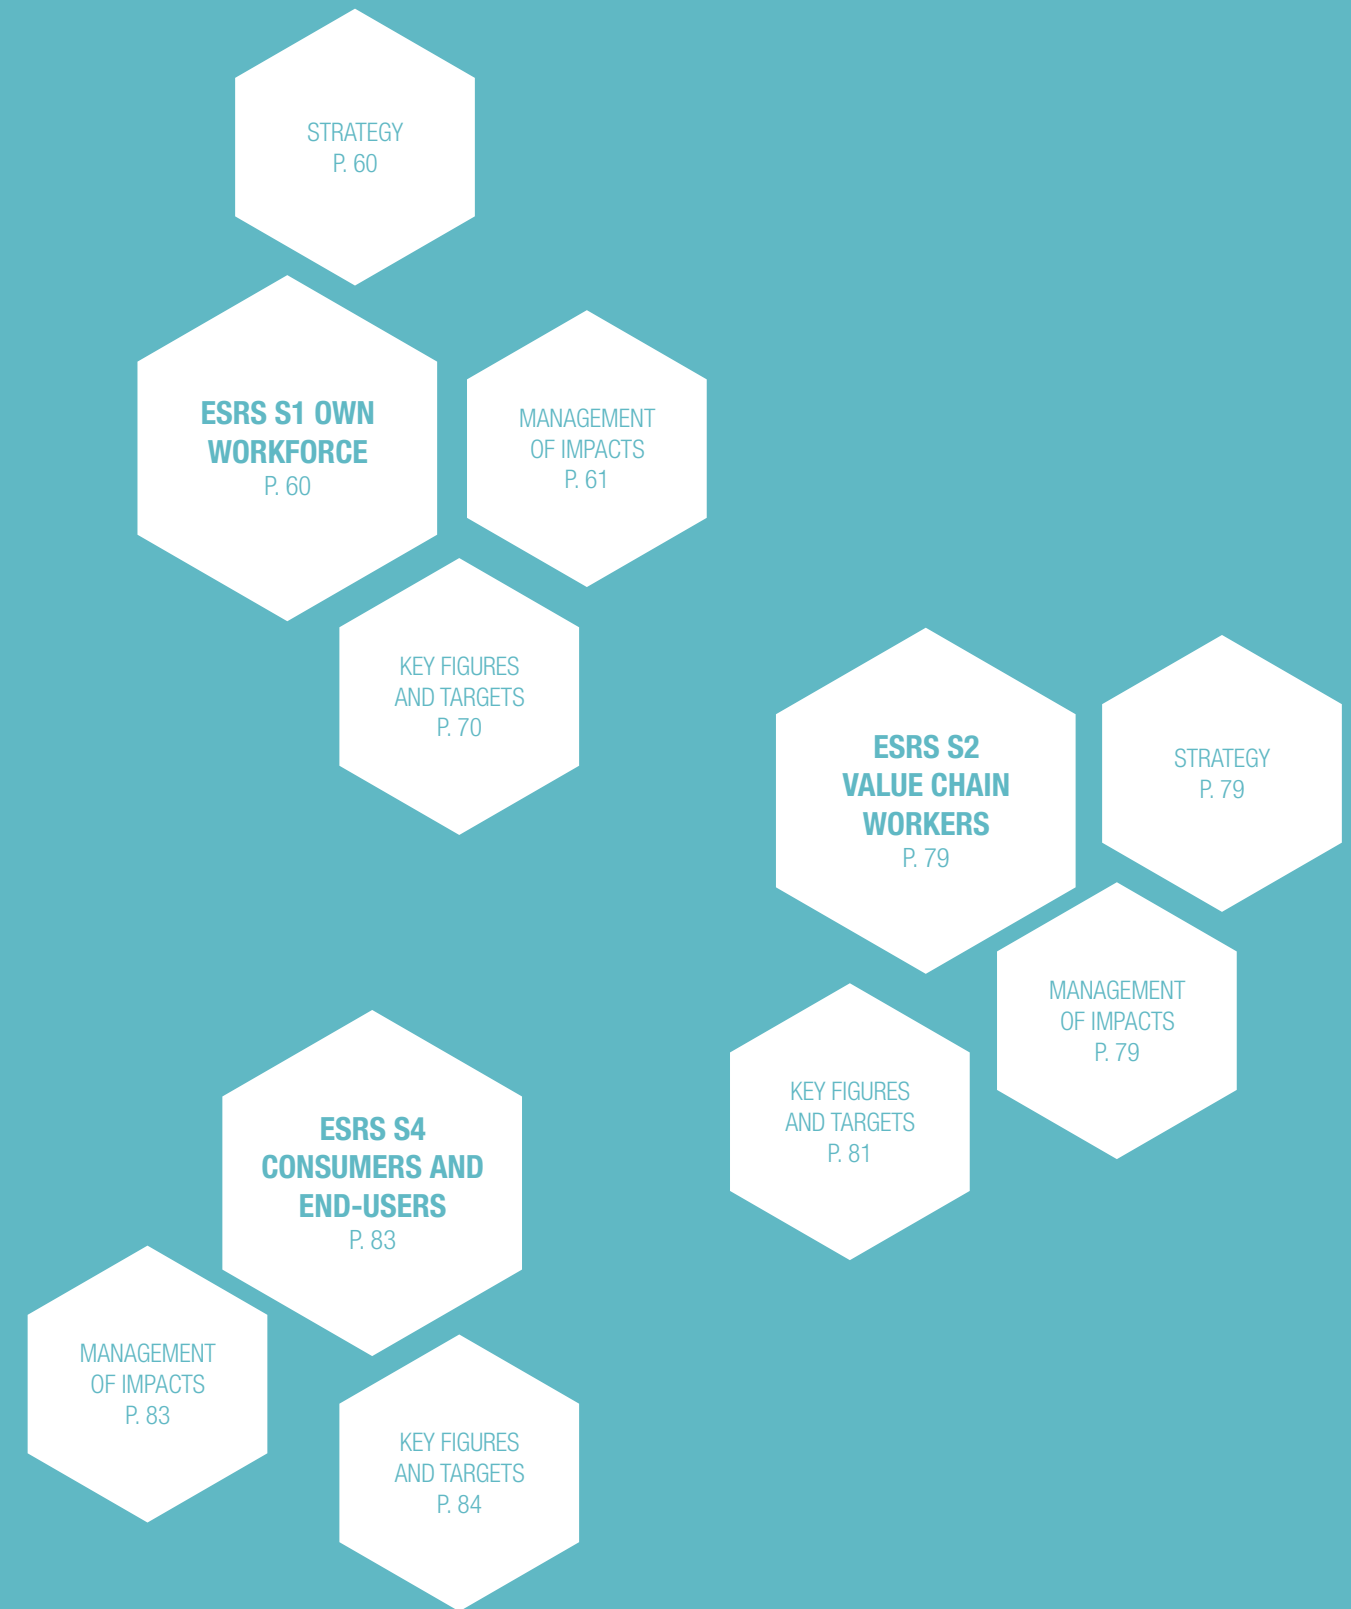 STRATEGY
P. 60
ESRS S1 OWN
WORKFORCE
P. 60
MANAGEMENT
OF IMPACTS
P. 61
KEY FIGURES
AND TARGETS
P. 70
ESRS S2
VALUE CHAIN
WORKERS
P. 79
STRATEGY
P. 79
MANAGEMENT
OF IMPACTS
P. 79
KEY FIGURES
AND TARGETS
P. 81
ESRS S4
CONSUMERS AND
END-USERS
P. 83
MANAGEMENT
OF IMPACTS
P. 83
KEY FIGURES
AND TARGETS
P. 84